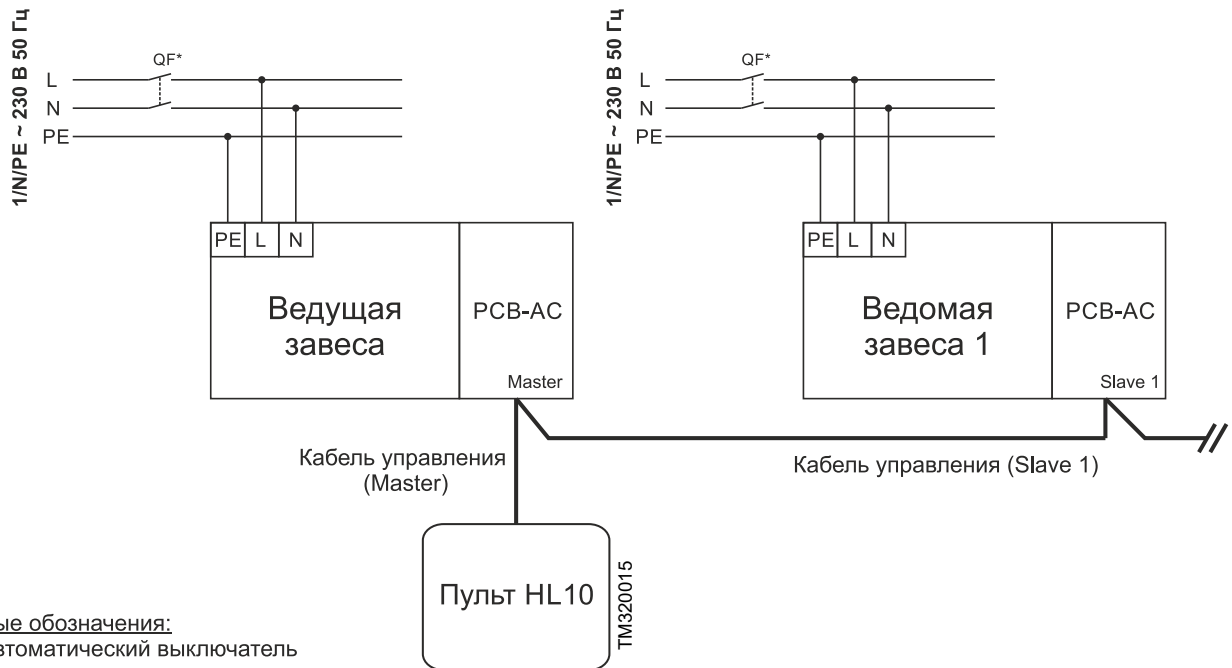 1/N/PE ~ 230 В 50 Гц
QF*
L
N
PE
PE L N
Ведущая
завеса
PCB-AC
Master
1/N/PE ~ 230 В 50 Гц
QF*
L
N
PE
PE L N
Ведомая
завеса 1
PCB-AC
Slave 1
Кабель управления
(Master)
Кабель управления (Slave 1)
Пульт HL10
TM320015
обозначения:
выключатель